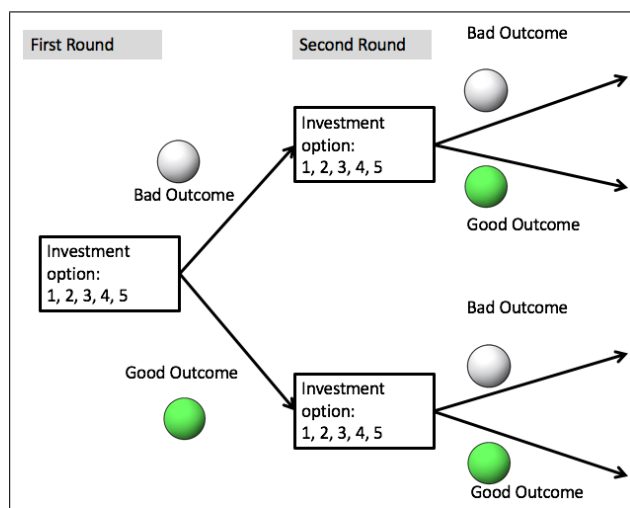 First Round
Second Round
Bad Outcome
Investment
option:
1, 2, 3, 4, 5
Bad Outcome
Good Outcome
Investment
option:
1, 2, 3, 4, 5
Good Outcome
Bad Outcome
Investment
option:
1, 2, 3, 4, 5
Good Outcome